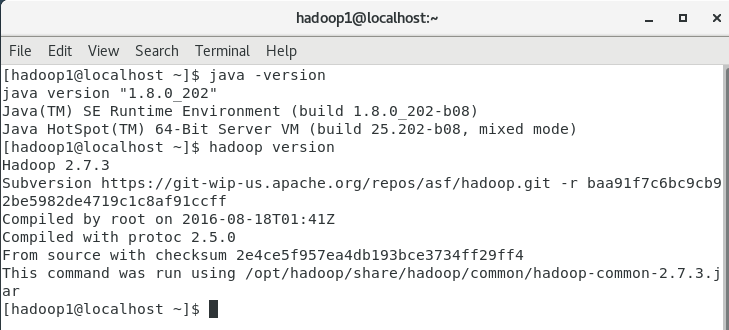 hadoop1@localhost:~
File Edit View Search Terminal Help
[hadoop1@localhost ~]$ java -version
java version "1.8.0_202"
Java(TM) SE Runtime Environment (build 1.8.0_202-b08)
Java HotSpot(TM) 64-Bit Server VM (build 25.202-b08, mixed mode)
[hadoop1@localhost ~]$ hadoop version
Hadoop 2.7.3
Subversion https://git-wip-us.apache.org/repos/asf/hadoop.git -r baa91f7c6bc9cb9
2be5982de4719c1c8af91ccff
Compiled by root on 2016-08-18T01:41Z
Compiled with protoc 2.5.0
From source with checksum 2e4ce5f957ea4db193bce3734ff29ff4
This command was run using /opt/hadoop/share/hadoop/common/hadoop-common-2.7.3.j
ar
[hadoop1@localhost ~]$